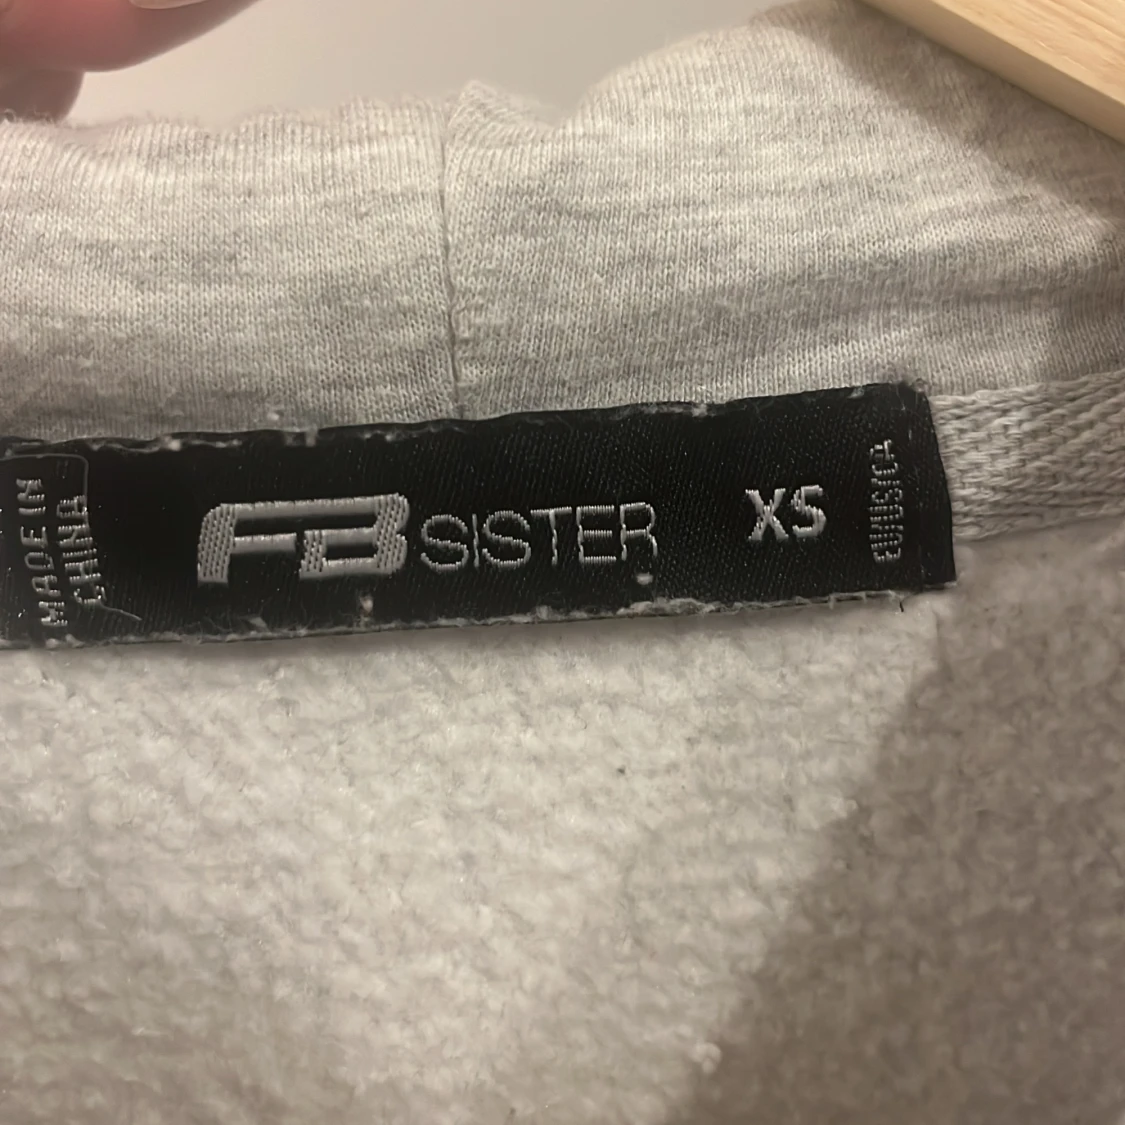 MADE IN
CHINA
FB SISTER
XS
EU/US/CA